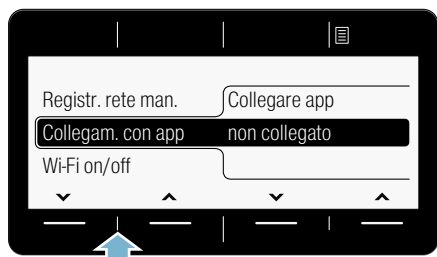 Registr. rete man.
Collegare app
Collegam. con app
non collegato
Wi-Fi on/off